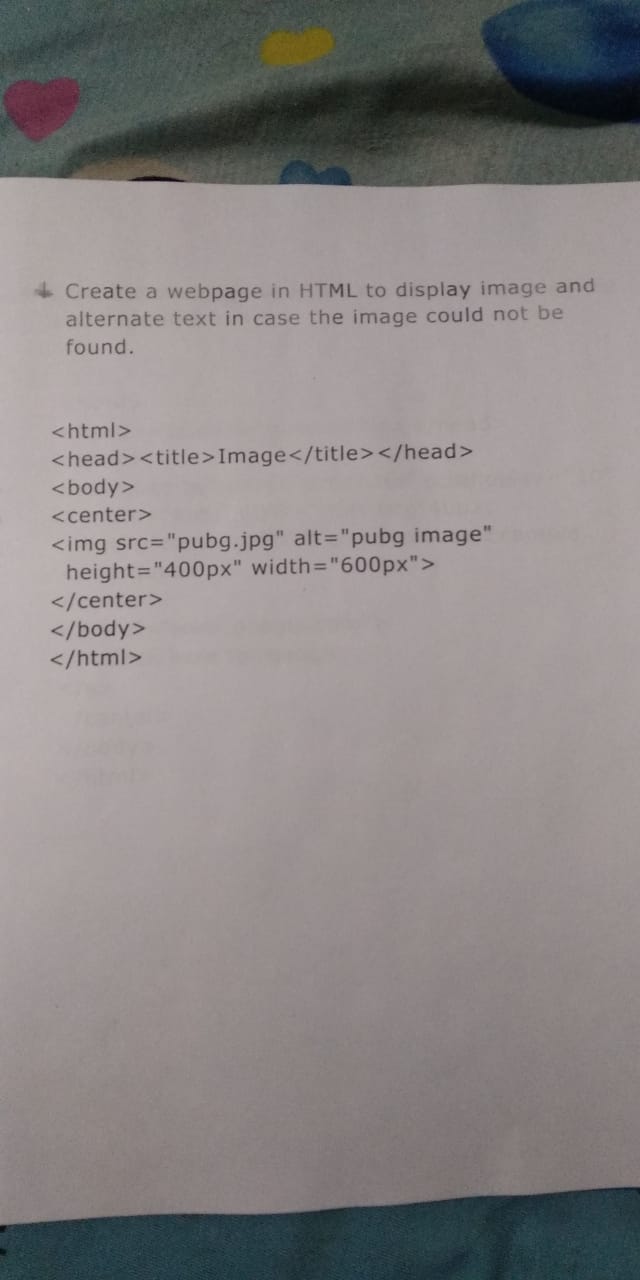 Create a webpage in HTML to display image and
alternate text in case the image could not be
found.
<html>
<head><title>Image</title></head>
<body>
<center>
<img src="pubg.jpg" alt="pubg image"
height="400px" width="600px">
</center>
</body>
</html>